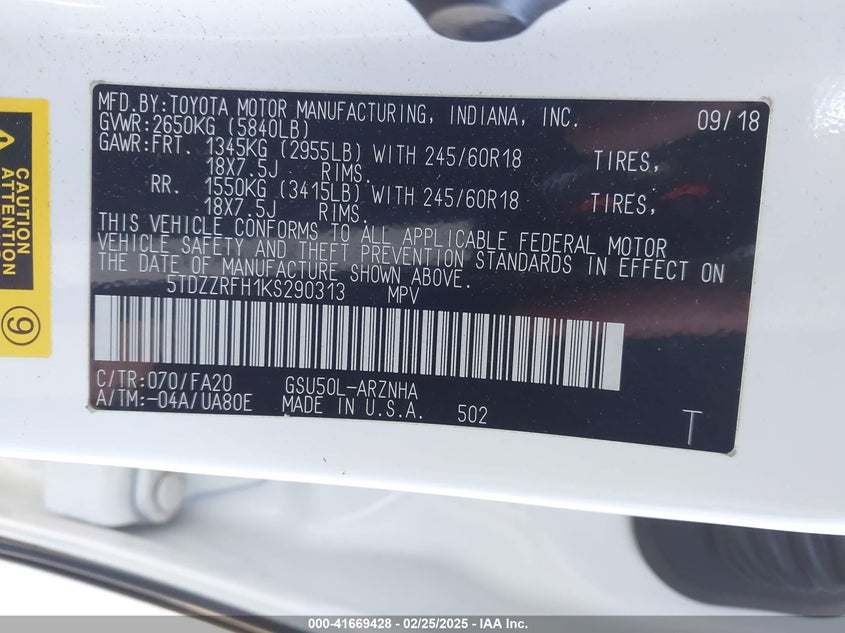 MFD.BY:TOYOTA MOTOR MANUFACTURING, INDIANA, INC. 09/18
GVWR:2650KG (5840LB)
GAWR:FRT. 1345KG (2955LB) WITH 245/60R18 TIRES,
18X7.5J RIMS.
RR. 1550KG (3415LB) WITH 245/60R18 TIRES,
18X7.5J RIMS.
THIS VEHICLE CONFORMS TO ALL APPLICABLE FEDERAL MOTOR
VEHICLE SAFETY AND THEFT PREVENTION STANDARDS IN EFFECT ON
THE DATE OF MANUFACTURE SHOWN ABOVE.
5TDZZRFH1KS290313 MPV
C/TR:070/FA20 GSU50L-ARZNHA
A/TM:-04A/UA80E MADE IN U.S.A. 502
T
CAUTION
ATTENTION
9
000-41669428 - 02/25/2025 - IAA Inc.